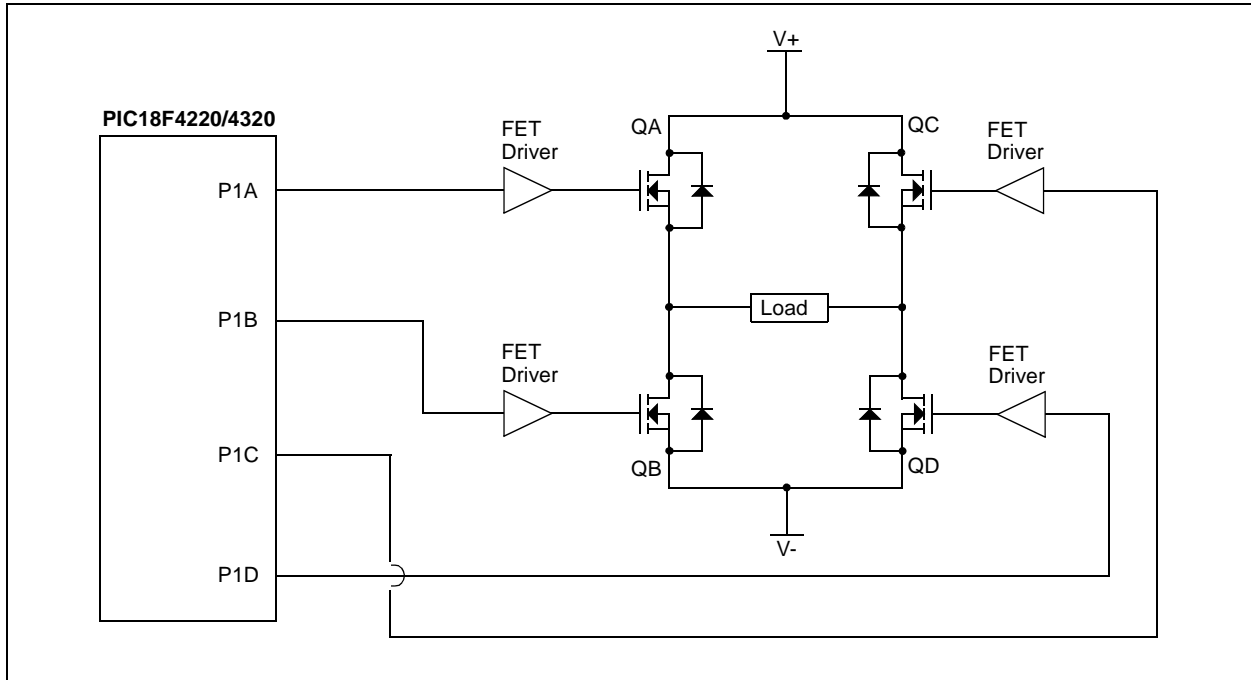 V+
PIC18F4220/4320
FET
Driver
QA
QC
FET
Driver
P1A
Load
P1B
FET
Driver
FET
Driver
P1C
QB
QD
V-
P1D